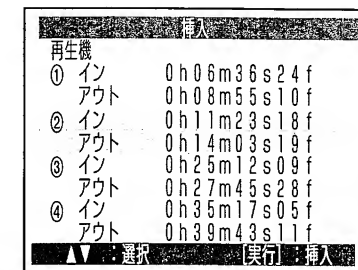 挿入
再生機
① イン 0h06m36s24f
アウト 0h08m55s10f
② イン 0h11m23s18f
アウト 0h14m03s19f
③ イン 0h25m12s09f
アウト 0h27m45s28f
④ イン 0h35m17s05f
アウト 0h39m43s11f
▲▼ :選択 [実行] :挿入